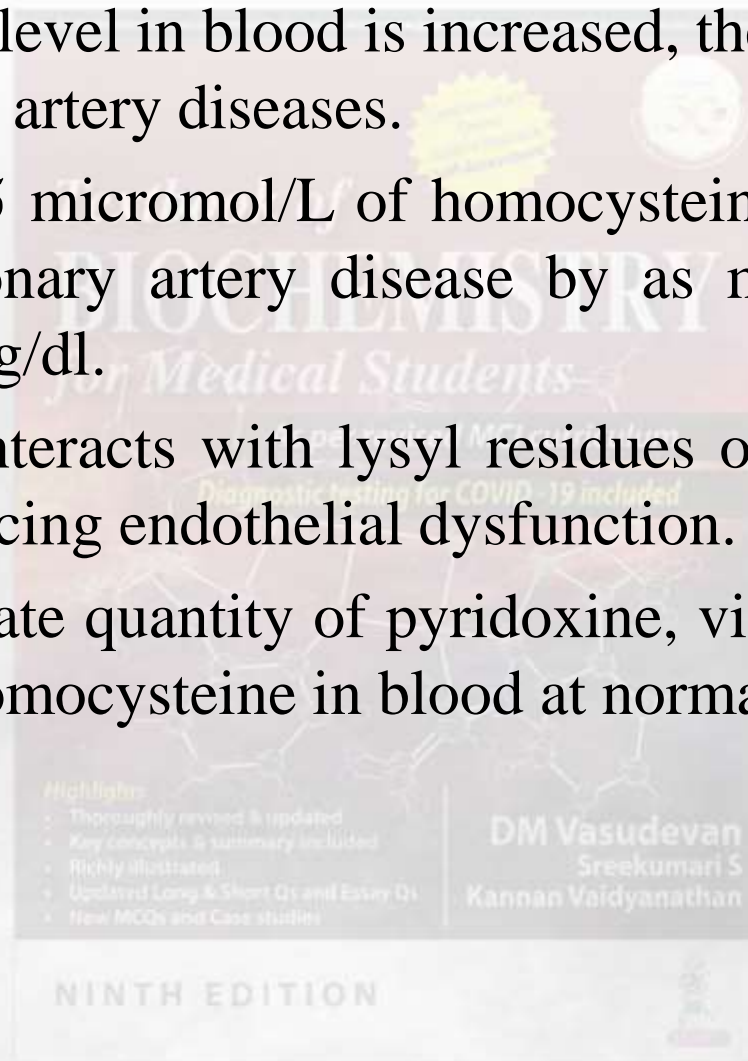 level in blood is increased, the
artery diseases.
5 micromol/L of homocystein
onary artery disease by as m
g/dl.
nteracts with lysyl residues o
cing endothelial dysfunction.
ate quantity of pyridoxine, vi
omocysteine in blood at norma
BIOCHEMISTRY
for Medical Students
Diagnostic testing for COVID-19 included
Highlights
Thoroughly revised & updated
Key concepts & summary included
Richly illustrated
Updated Long & Short Qs and Essay Qs
New MCQs and Case studies
DM Vasudevan
Sreekumari S
Kannan Vaidyanathan
NINTH EDITION